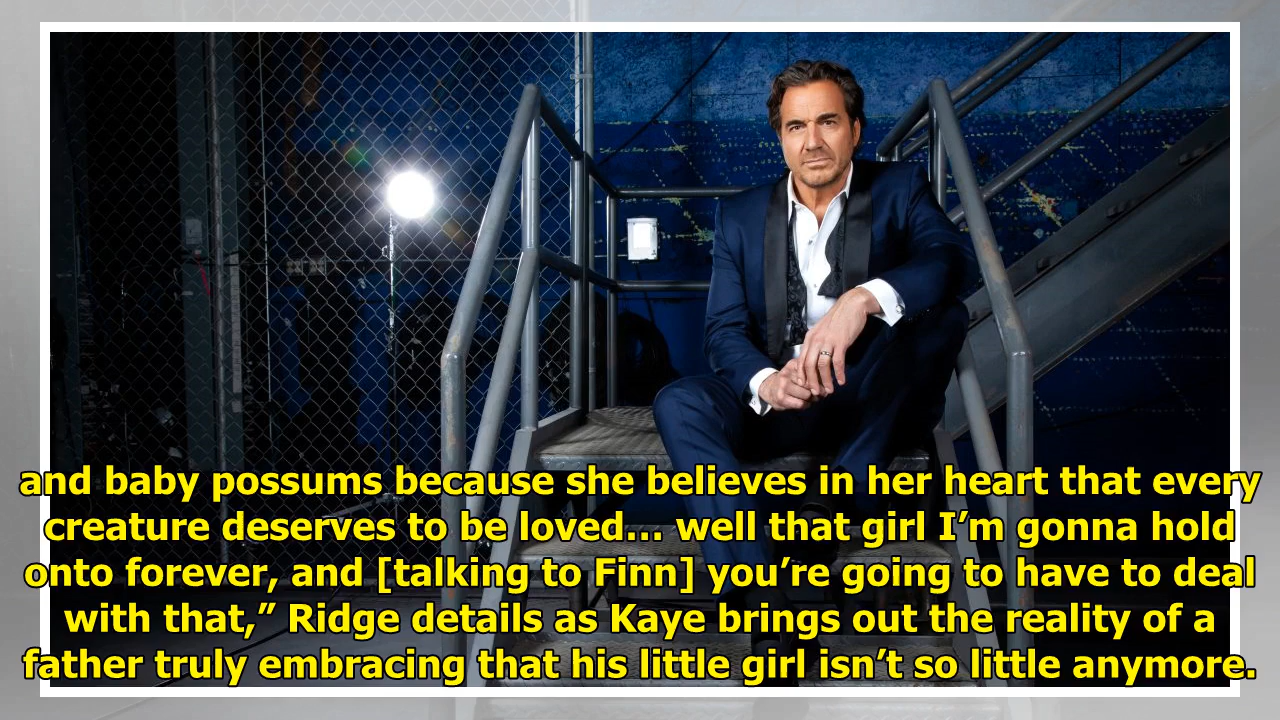 and baby possums because she believes in her heart that every
creature deserves to be loved... well that girl I’m gonna hold
onto forever, and [talking to Finn] you’re going to have to deal
with that,” Ridge details as Kaye brings out the reality of a
father truly embracing that his little girl isn’t so little anymore.